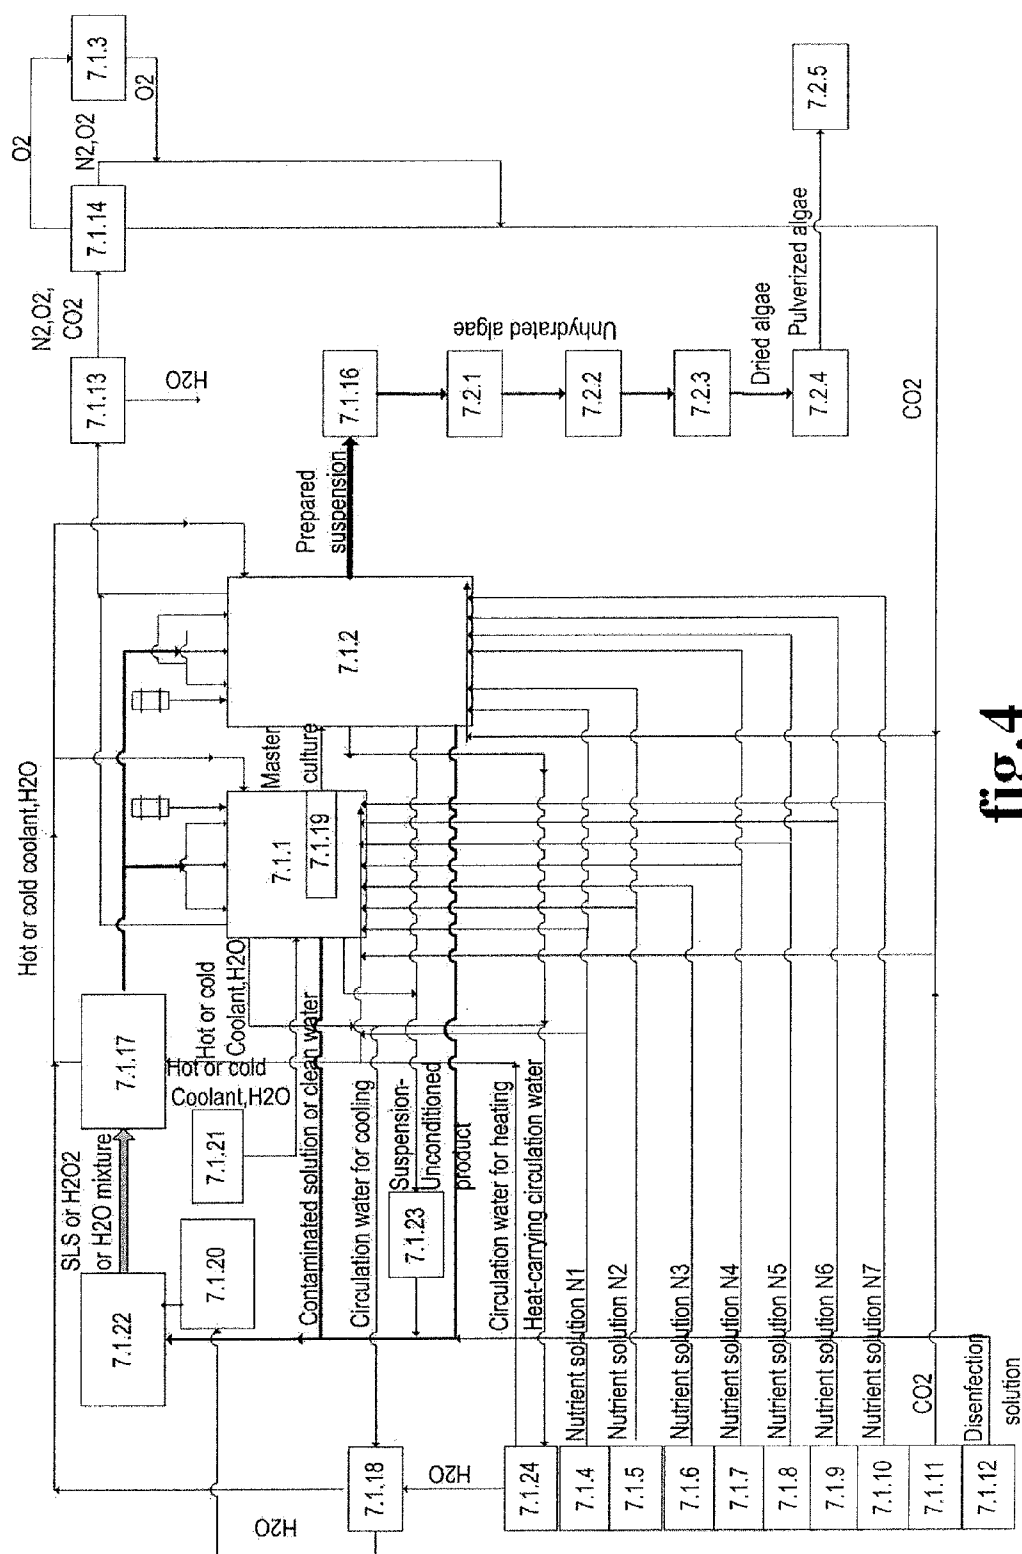 7.1.3
O2
O2
N2,O2
7.1.14
7.2.5
N2,O2,
CO2
7.1.13
H2O
Pulverized algae
Unhydrated algae
Dried algae
7.1.16
7.2.1
7.2.2
7.2.3
7.2.4
CO2
Prepared
suspension
7.1.2
Master
culture
Hot or cold coolant,H2O
7.1.1
7.1.19
7.1.17
Hot or cold
Coolant,H2O
Hot or cold
Coolant,H2O
7.1.21
SLS or H2O2
or H2O mixture
7.1.20
7.1.22
Contaminated solution or clean water
Circulation water for cooling
Suspension-
Unconditioned
product
7.1.23
Circulation water for heating
Heat-carrying circulation water
Nutrient solution N1
Nutrient solution N2
Nutrient solution N3
Nutrient solution N4
Nutrient solution N5
Nutrient solution N6
Nutrient solution N7
CO2
Disenfection
solution
7.1.18
H2O
H2O
7.1.24
7.1.4
7.1.5
7.1.6
7.1.7
7.1.8
7.1.9
7.1.10
7.1.11
7.1.12
fig.4